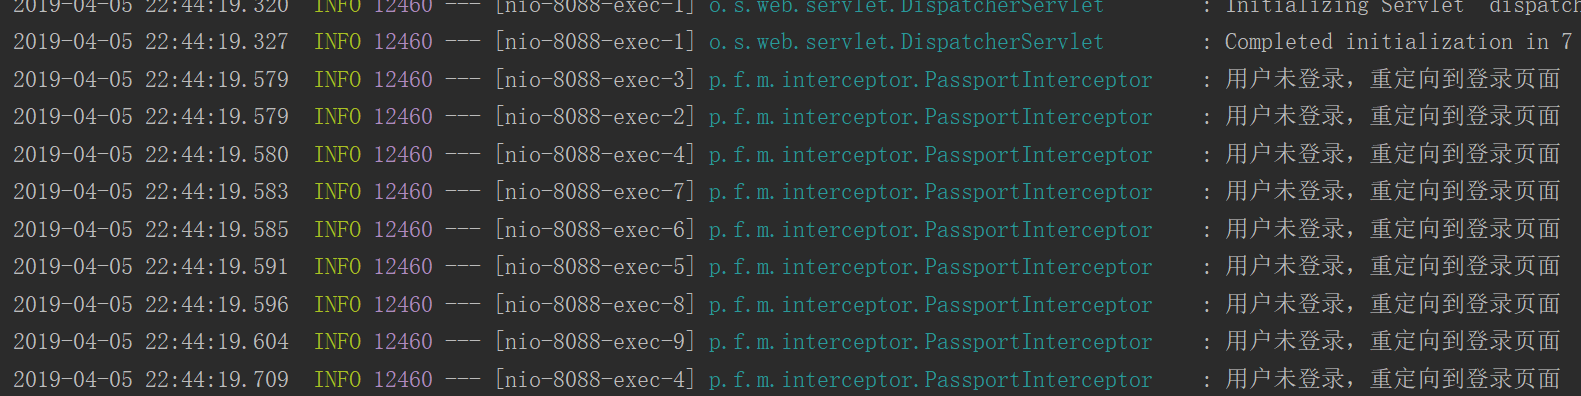 2019-04-05 22:44:19.320  INFO 12460 --- [nio-8088-exec-1] o.s.web.servlet.DispatcherServlet        : Initializing Servlet 'dispatch
2019-04-05 22:44:19.327  INFO 12460 --- [nio-8088-exec-1] o.s.web.servlet.DispatcherServlet        : Completed initialization in 7
2019-04-05 22:44:19.579  INFO 12460 --- [nio-8088-exec-3] p.f.m.interceptor.PassportInterceptor    : 用户未登录，重定向到登录页面
2019-04-05 22:44:19.579  INFO 12460 --- [nio-8088-exec-2] p.f.m.interceptor.PassportInterceptor    : 用户未登录，重定向到登录页面
2019-04-05 22:44:19.580  INFO 12460 --- [nio-8088-exec-4] p.f.m.interceptor.PassportInterceptor    : 用户未登录，重定向到登录页面
2019-04-05 22:44:19.583  INFO 12460 --- [nio-8088-exec-7] p.f.m.interceptor.PassportInterceptor    : 用户未登录，重定向到登录页面
2019-04-05 22:44:19.585  INFO 12460 --- [nio-8088-exec-6] p.f.m.interceptor.PassportInterceptor    : 用户未登录，重定向到登录页面
2019-04-05 22:44:19.591  INFO 12460 --- [nio-8088-exec-5] p.f.m.interceptor.PassportInterceptor    : 用户未登录，重定向到登录页面
2019-04-05 22:44:19.596  INFO 12460 --- [nio-8088-exec-8] p.f.m.interceptor.PassportInterceptor    : 用户未登录，重定向到登录页面
2019-04-05 22:44:19.604  INFO 12460 --- [nio-8088-exec-9] p.f.m.interceptor.PassportInterceptor    : 用户未登录，重定向到登录页面
2019-04-05 22:44:19.709  INFO 12460 --- [nio-8088-exec-4] p.f.m.interceptor.PassportInterceptor    : 用户未登录，重定向到登录页面